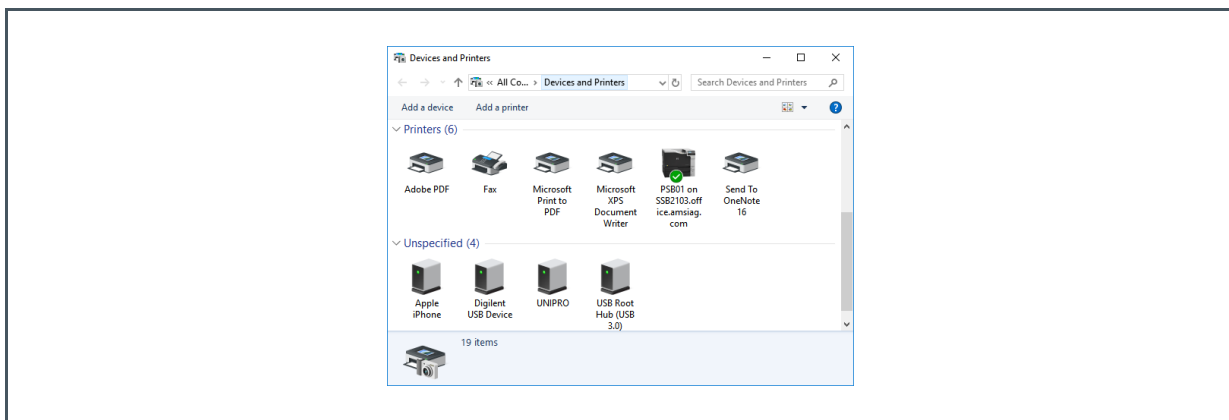 Devices and Printers
« All Co... › Devices and Printers
Search Devices and Printers
Add a device Add a printer
Printers (6)
Adobe PDF
Fax
Microsoft
Print to
PDF
Microsoft
XPS
Document
Writer
PSB01 on
SSB2103.off
ice.amsiag.
com
Send To
OneNote
16
Unspecified (4)
Apple
iPhone
Digilent
USB Device
UNIPRO
USB Root
Hub (USB
3.0)
19 items